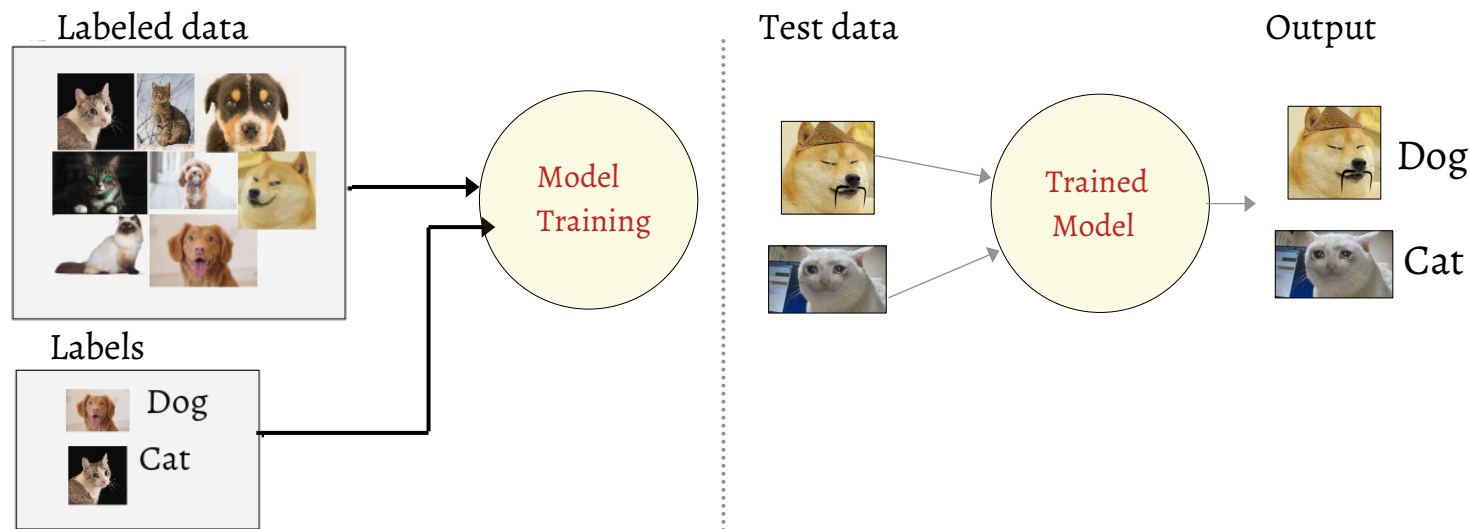 Labeled data
Model
Training
Labels
Dog
Cat
Test data
Trained
Model
Output
Dog
Cat